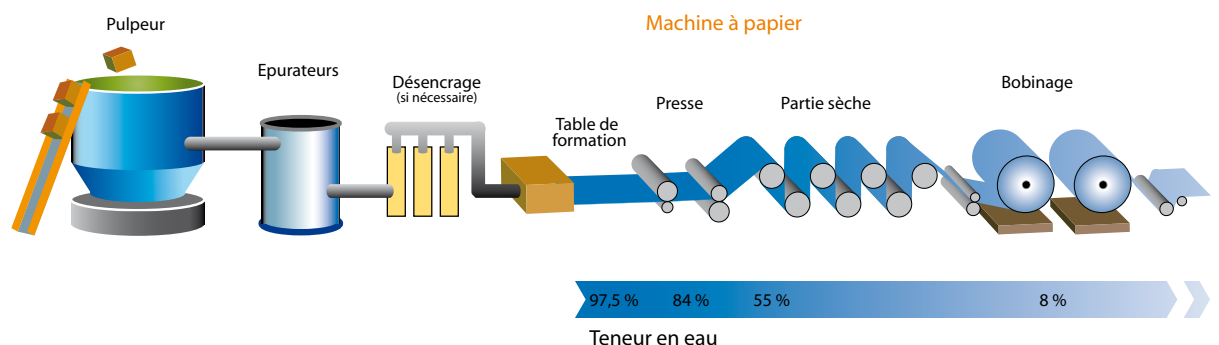 Machine à papier
Pulpeur
Epurateurs
Désencrage
(si nécessaire)
Table de
formation
Presse
Partie sèche
Bobinage
97,5 %
84 %
55 %
8 %
Teneur en eau